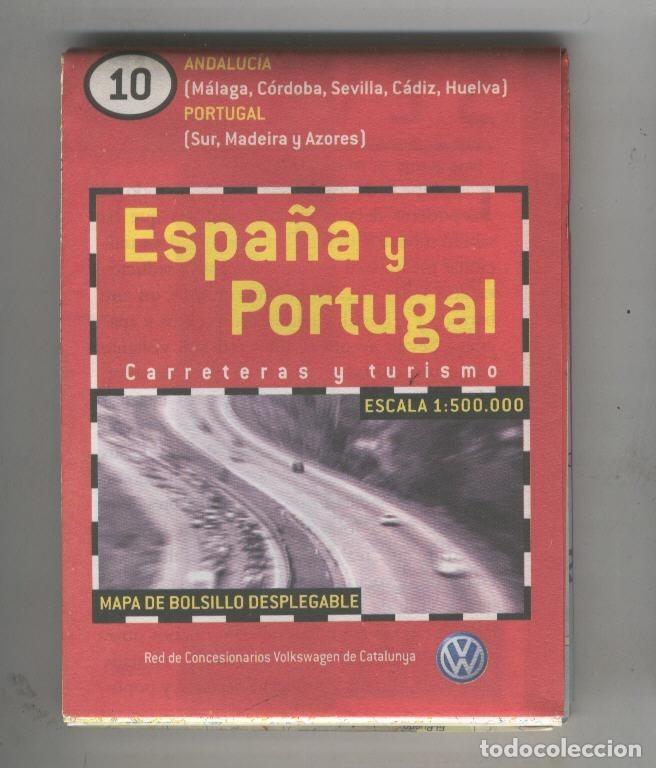 10
ANDALUCÍA
(Málaga, Córdoba, Sevilla, Cádiz, Huelva)
PORTUGAL
(Sur, Madeira y Azores)
España y
Portugal
Carreteras y turismo
ESCALA 1:500.000
MAPA DE BOLSILLO DESPLEGABLE
Red de Concesionarios Volkswagen de Catalunya
todocoleccion